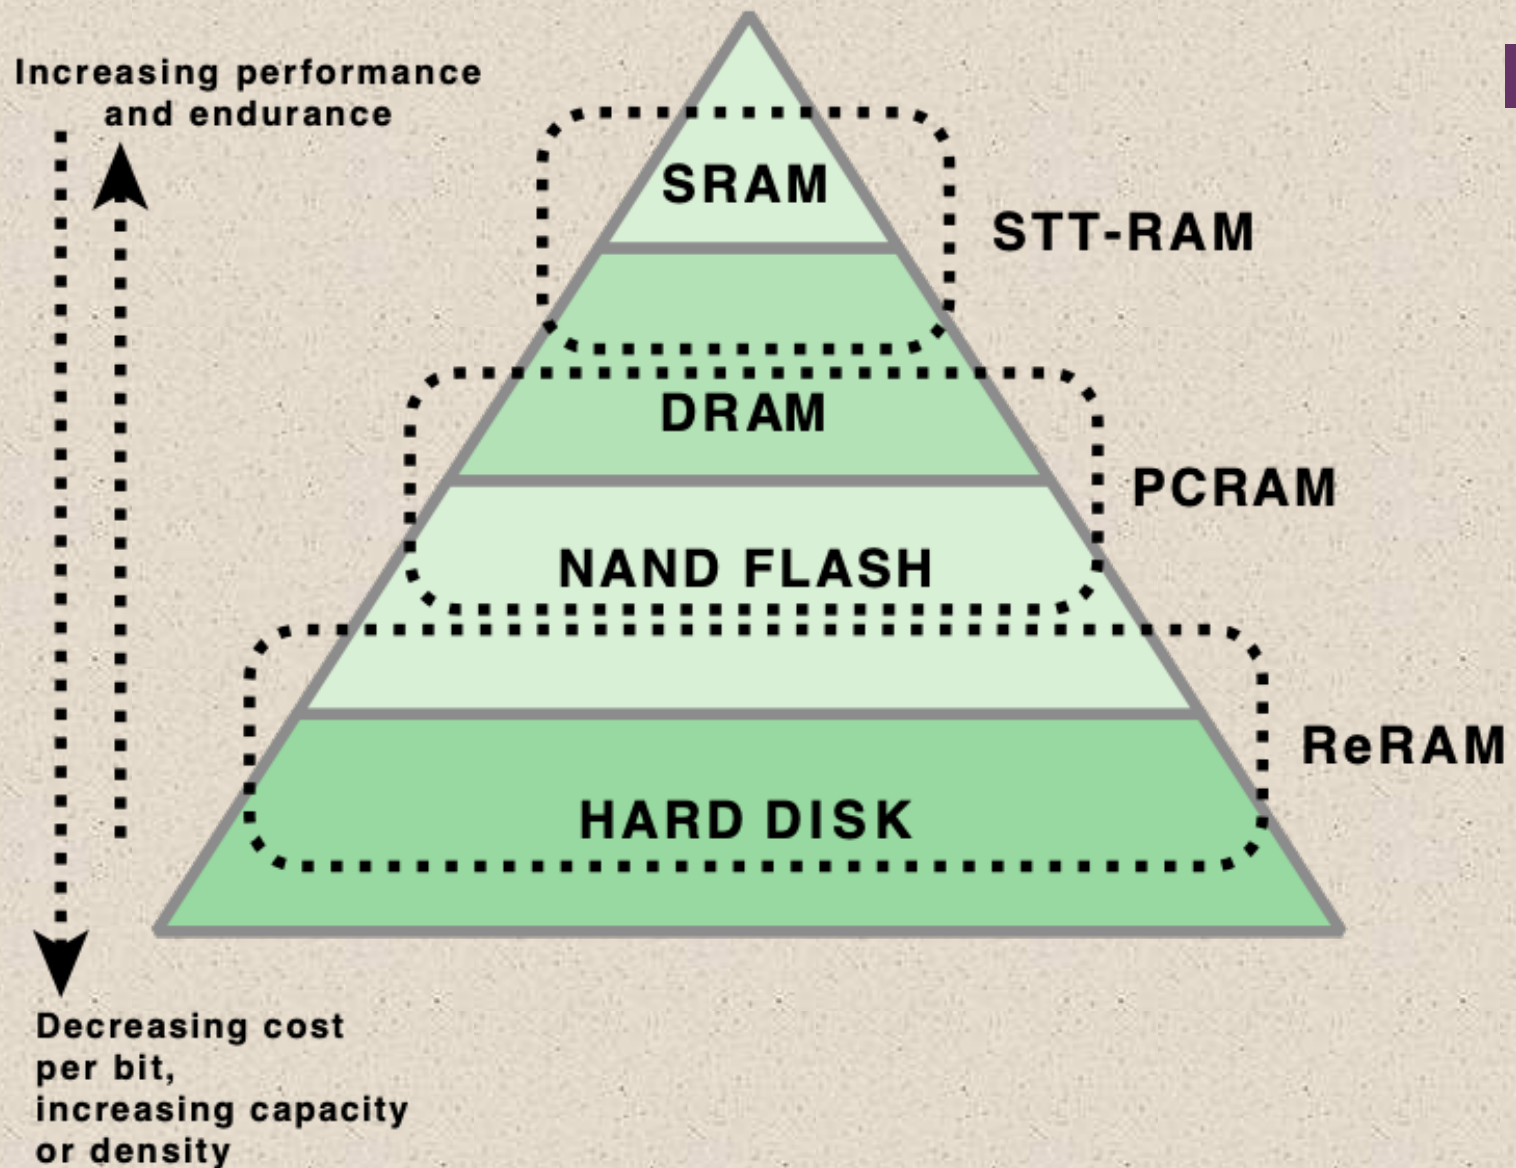 Increasing performance
and endurance
SRAM
STT-RAM
DRAM
PCRAM
NAND FLASH
ReRAM
HARD DISK
Decreasing cost
per bit,
increasing capacity
or density